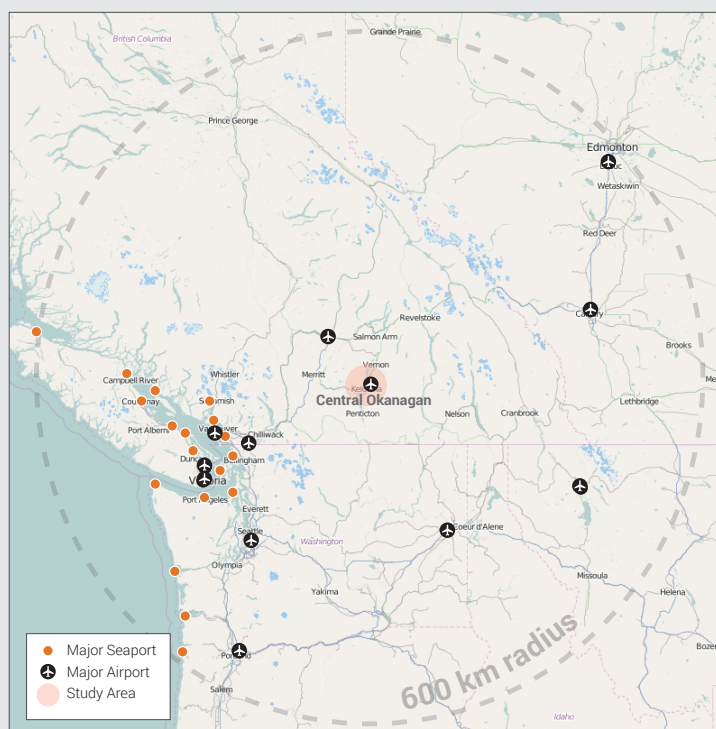 Grande Prairie
British Columbia
Prince George
Edmonton
Wetaskiwin
Red Deer
Revelstoke
Salmon Arm
Brooks
Vernon
Merritt
Whistler
Campbell River
Central Okanagan
Lethbridge
Penticton
Nelson
Cranbrook
Port Alberni
Chilliwack
Bellingham
Victoria
Port Angeles
Everett
Seattle
Coeur d'Alene
Washington
Olympia
Missoula
Yakima
Helena
600 km radius
Salem
Idaho
Major Seaport
Major Airport
Study Area